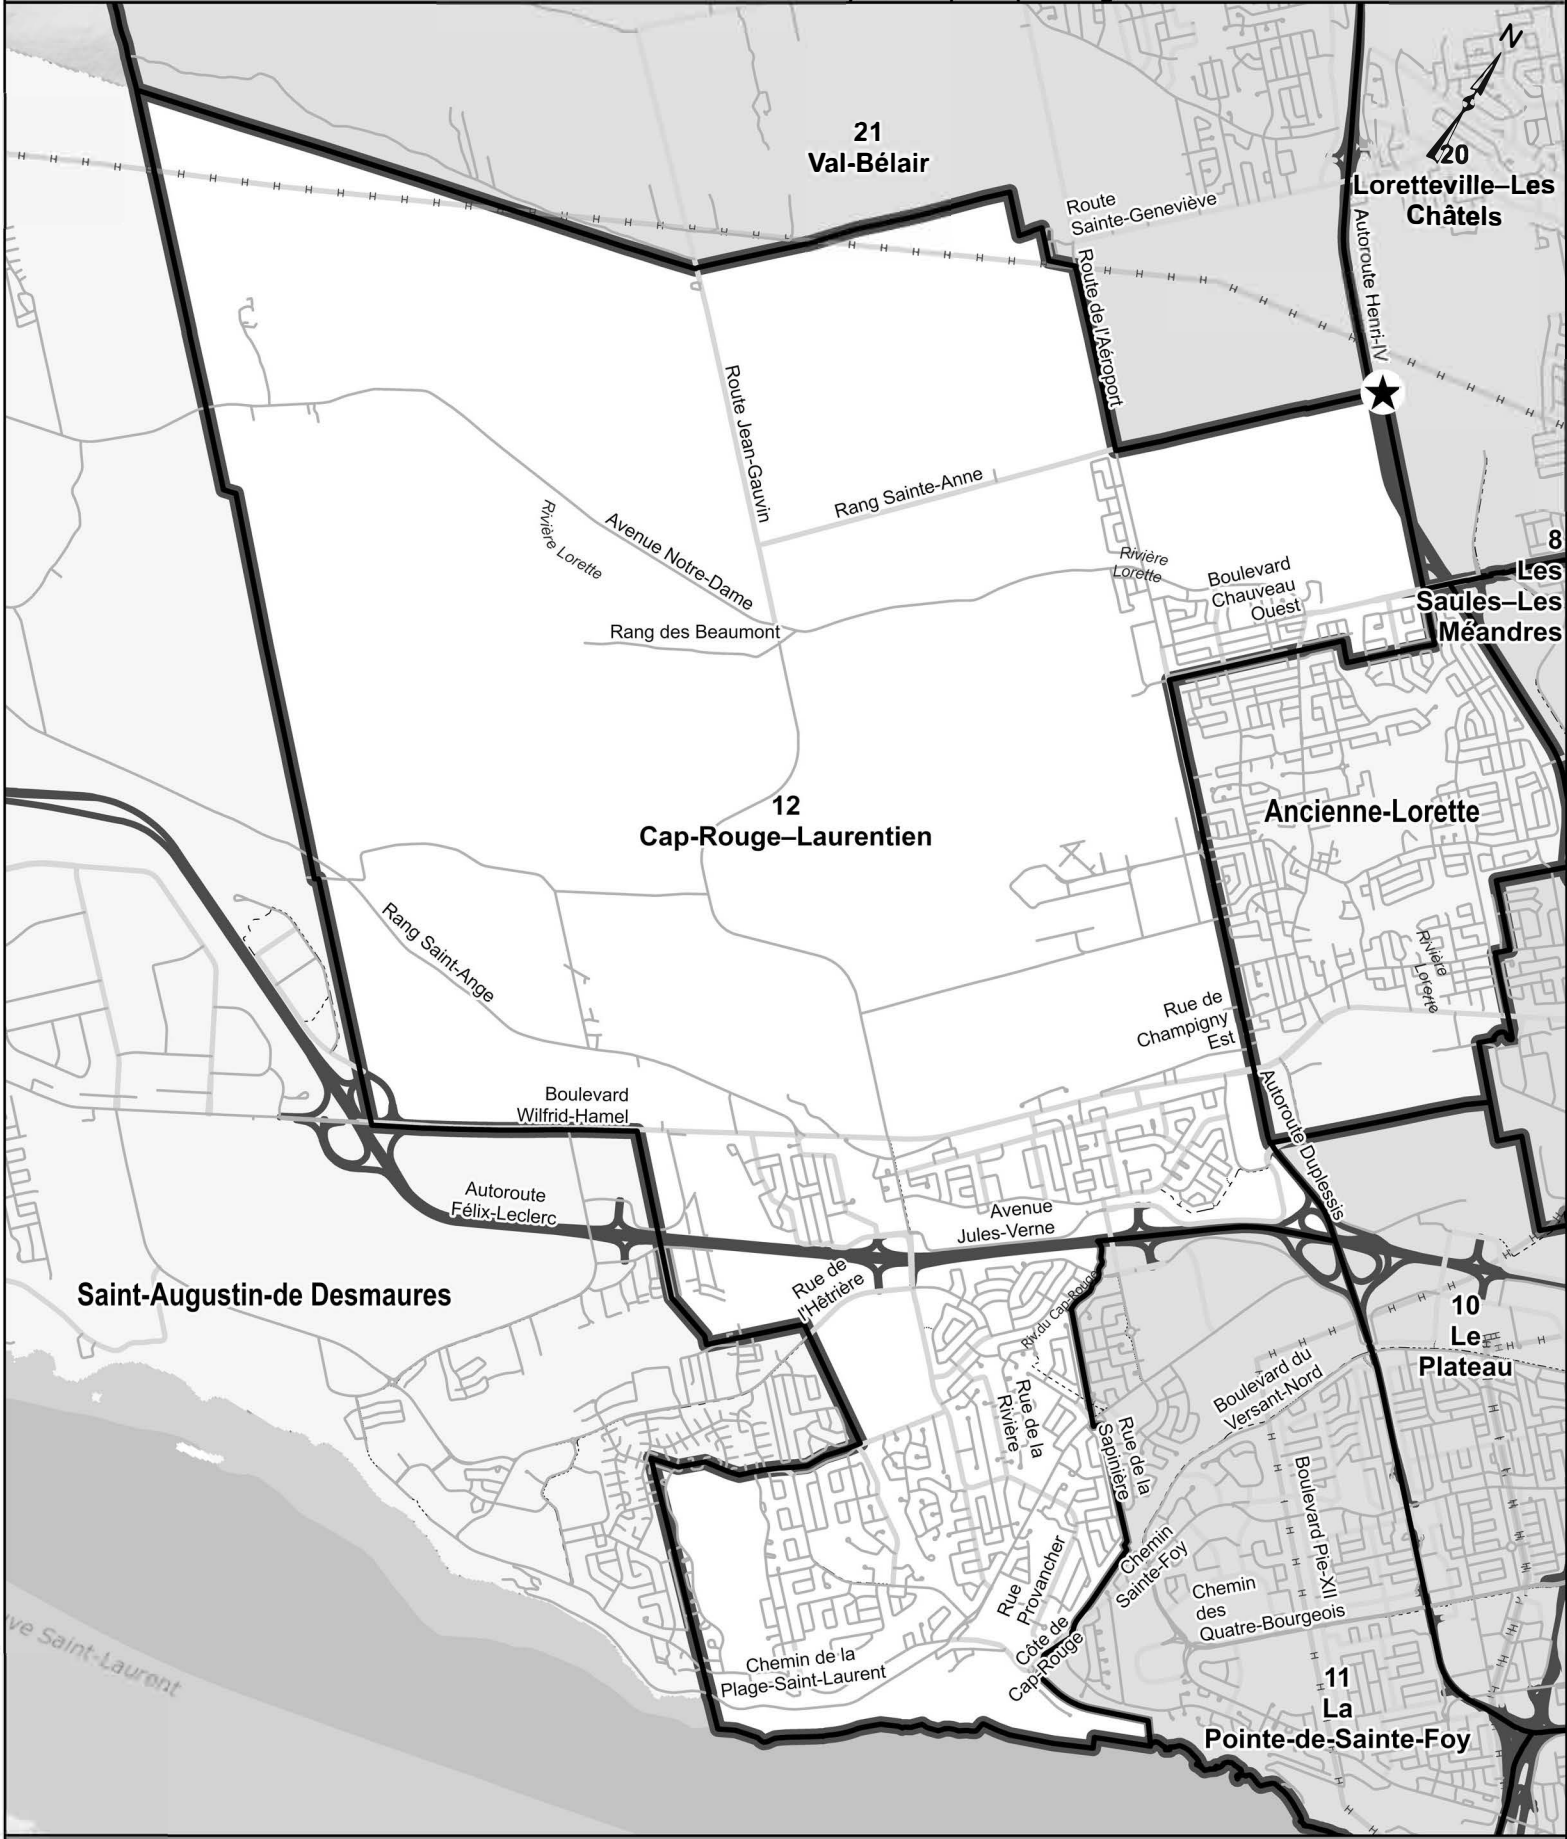 N
21
Val-Bélair
20
Loretteville–Les
Châtels
Route
Sainte-Geneviève
Autoroute Henri-IV
Route de l'Aéroport
Route Jean-Gauvin
Rang Sainte-Anne
Rivière Lorette
Avenue Notre-Dame
Rang des Beaumont
Rivière
Lorette
Boulevard
Chauveau
Ouest
8
Les
Saules–Les
Méandres
12
Cap-Rouge–Laurentien
Ancienne-Lorette
Rang Saint-Ange
Rivière
Lorette
Rue de
Champigny
Est
Boulevard
Wilfrid-Hamel
Autoroute Duplessis
Autoroute
Félix-Leclerc
Avenue
Jules-Verne
Rue de
l'Hêtrière
Riv.du Cap-Rouge
Saint-Augustin-de Desmaures
10
Le
Plateau
Boulevard du
Versant-Nord
Rue de la
Rivière
Rue de la
Sapinière
Boulevard Pie-XII
Chemin
Sainte-Foy
Rue
Provancher
Chemin
des
Quatre-Bourgeois
Côte de
Cap-Rouge
Chemin de la
Plage-Saint-Laurent
ve Saint-Laurent
11
La
Pointe-de-Sainte-Foy